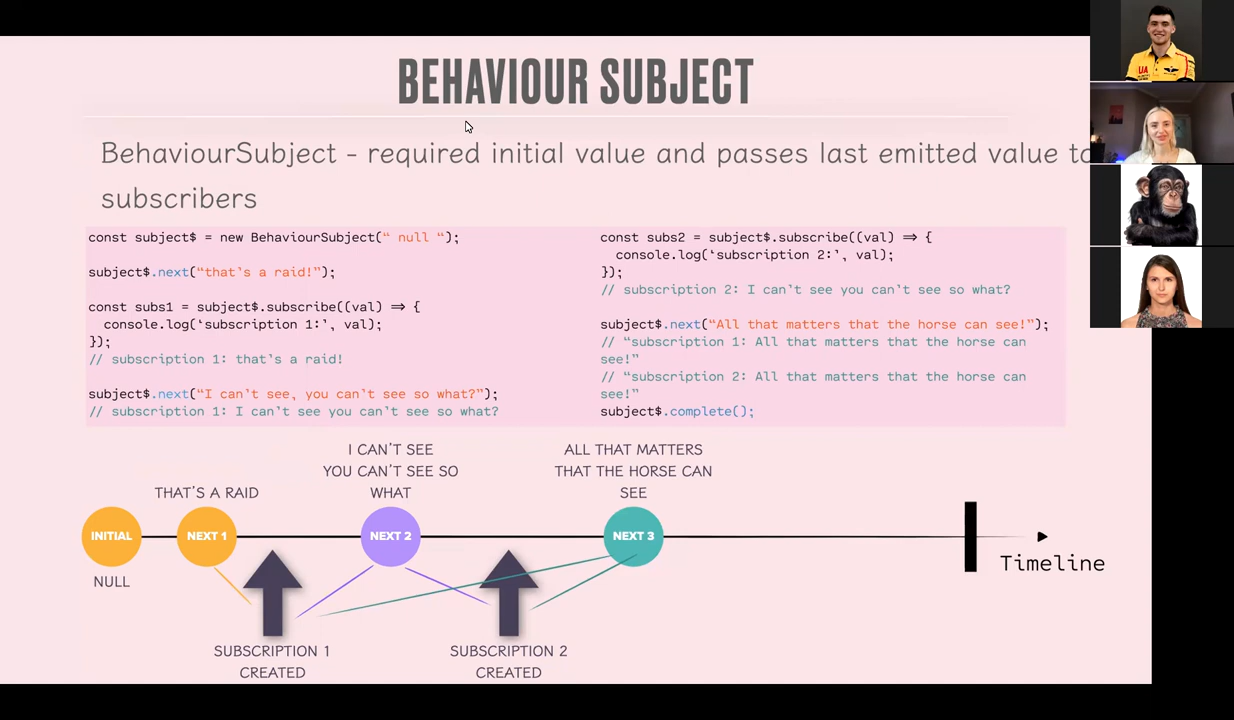 BEHAVIOUR SUBJECT
BehaviourSubject - required initial value and passes last emitted value to
subscribers
const subject$ = new BehaviourSubject(“ null “);
subject$.next(“that’s a raid!”);
const subs1 = subject$.subscribe((val) ⇒ {
console.log(‘subscription 1:’, val);
});
// subscription 1: that’s a raid!
subject$.next(“I can’t see, you can’t see so what?”);
// subscription 1: I can’t see you can’t see so what?
const subs2 = subject$.subscribe((val) ⇒ {
console.log(‘subscription 2:’, val);
});
// subscription 2: I can’t see you can’t see so what?
subject$.next(“All that matters that the horse can see!”);
// “subscription 1: All that matters that the horse can
see!”
// “subscription 2: All that matters that the horse can
see!”
subject$.complete();
I CAN’T SEE
YOU CAN’T SEE SO
WHAT
ALL THAT MATTERS
THAT THE HORSE CAN
SEE
THAT’S A RAID
INITIAL
NEXT 1
NEXT 2
NEXT 3
NULL
Timeline
SUBSCRIPTION 1
CREATED
SUBSCRIPTION 2
CREATED
UA